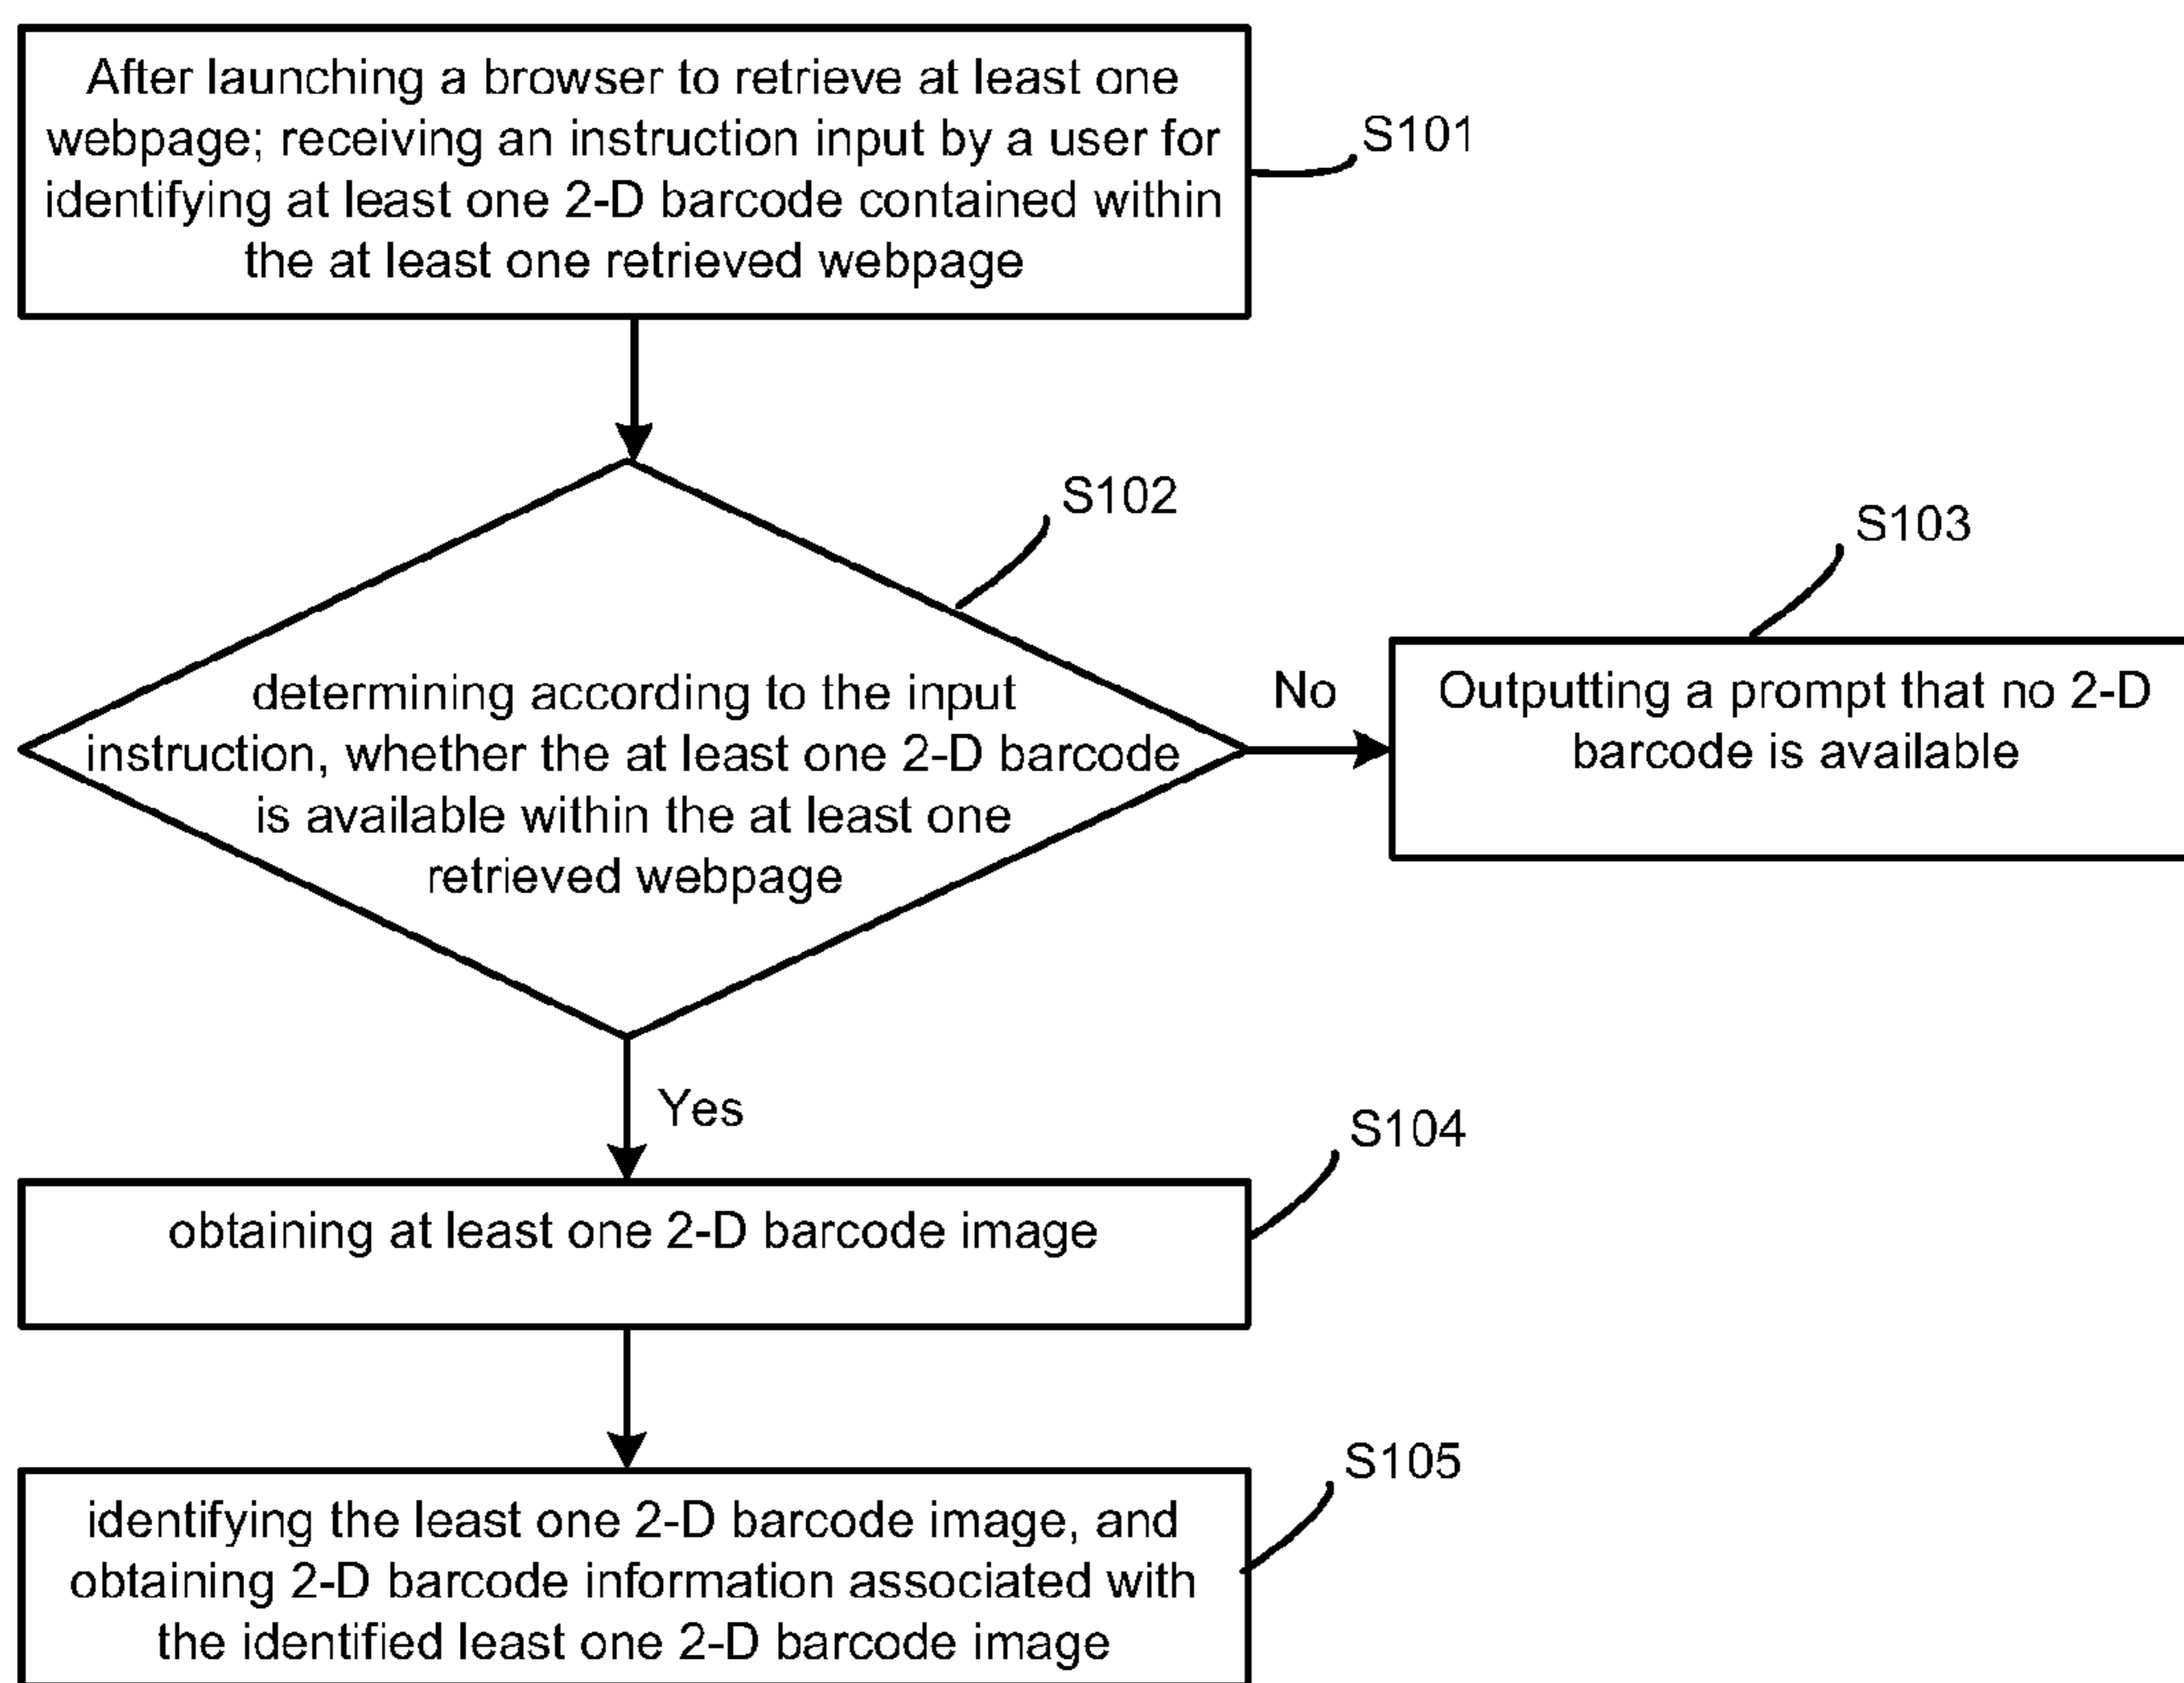 After launching a browser to retrieve at least one
webpage; receiving an instruction input by a user for
identifying at least one 2-D barcode contained within
the at least one retrieved webpage
S101
S102
determining according to the input
instruction, whether the at least one 2-D barcode
is available within the at least one
retrieved webpage
No
S103
Outputting a prompt that no 2-D
barcode is available
Yes
S104
obtaining at least one 2-D barcode image
S105
identifying the least one 2-D barcode image, and
obtaining 2-D barcode information associated with
the identified least one 2-D barcode image